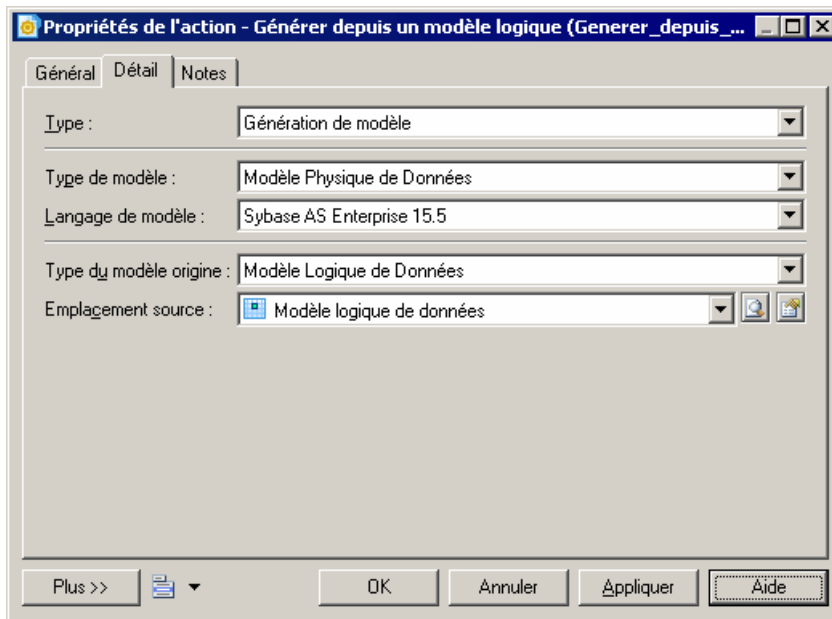 Propriétés de l'action - Générer depuis un modèle logique (Generer_depuis_...
Général Détail Notes
Type : Génération de modèle
Type de modèle : Modèle Physique de Données
Langage de modèle : Sybase AS Enterprise 15.5
Type du modèle origine : Modèle Logique de Données
Emplacement source : Modèle logique de données
Plus >> OK Annuler Appliquer Aide